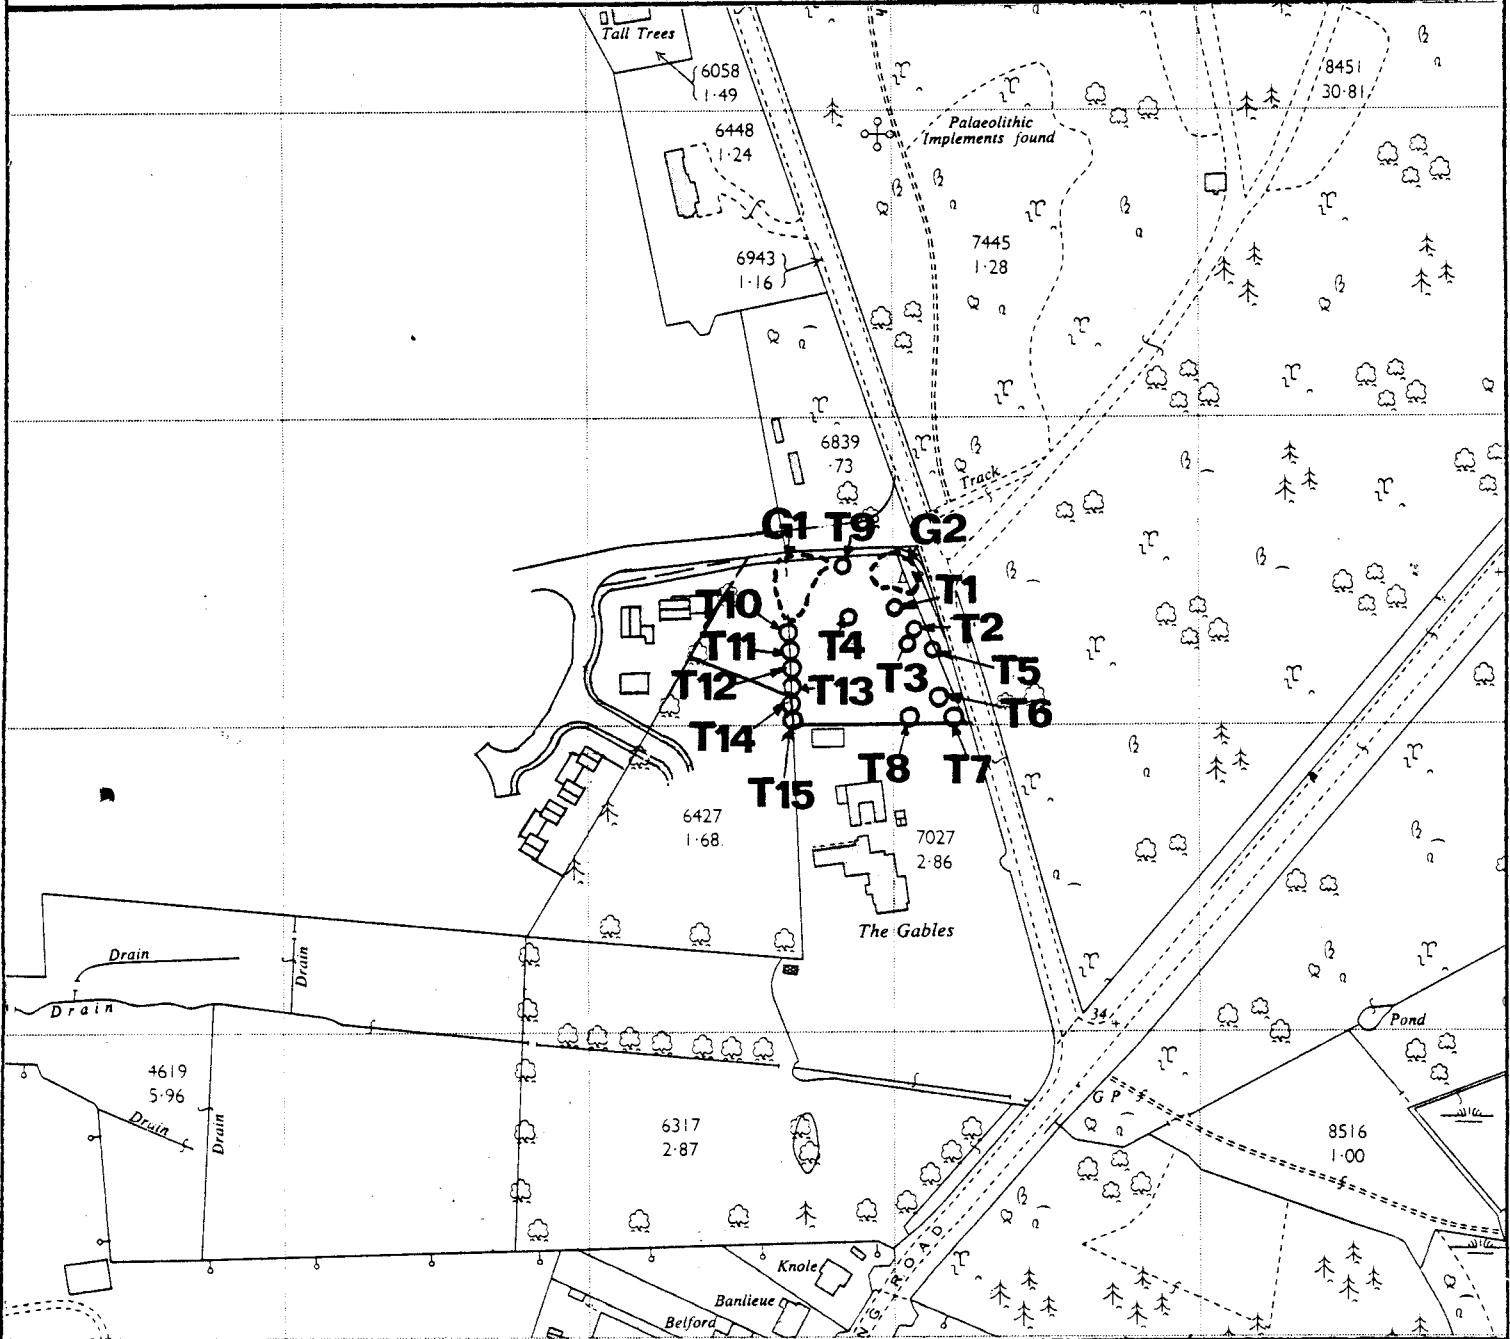 Tall Trees
6058
1·49
8451
30·81
Palaeolithic
Implements found
6448
1·24
7445
1·28
6943
1·16
6839
·73
Track
G1 T9 G2
T10
T1
T11
T4
T2
T12
T13
T3
T5
T14
T6
T15
T8
T7
6427
1·68
7027
2·86
The Gables
Drain
Drain
Drain
34
Pond
4619
5·96
Drain
Drain
G P
6317
2·87
8516
1·00
ROAD
Knole
Banlieue
Belford